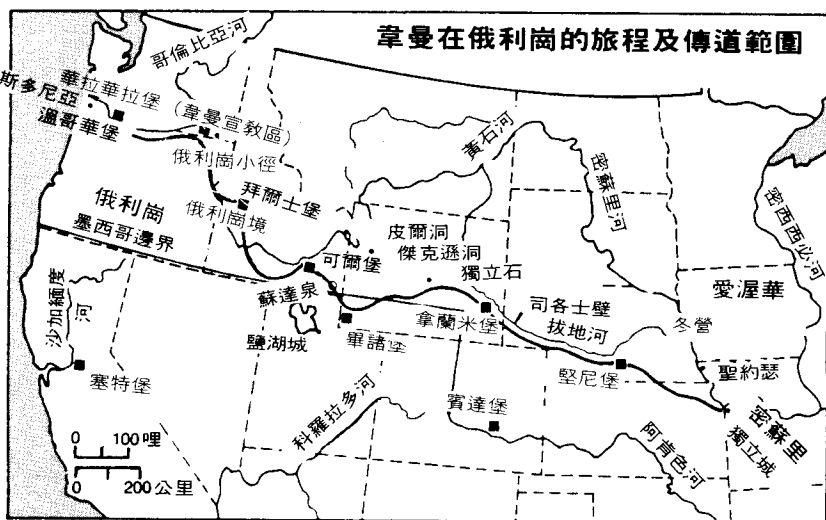 韋曼在俄利崗的旅程及傳道範圍
哥倫比亞河
華拉華拉堡
(韋曼宣教區)
斯多尼亞
溫哥華堡
俄利崗小徑
拜爾士堡
俄利崗境
俄利崗
墨西哥邊界
黃石河
密蘇里河
密西西必河
皮爾洞
傑克遜洞
可爾堡
獨立石
愛渥華
蘇達泉
拿蘭米堡
司各士壁
拔地河
冬營
沙加緬度河
鹽湖城
畢諸堡
堅尼堡
聖約瑟
塞特堡
科羅拉多河
賓達堡
阿肯色河
密蘇里
獨立城
0 100哩
0 200公里